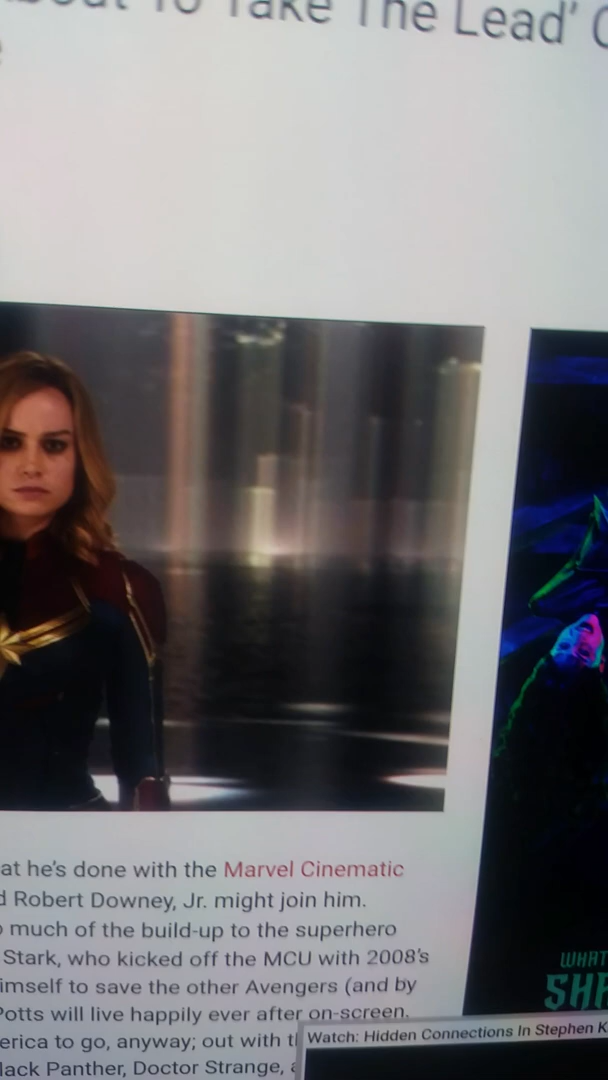 To Take The Lead'
at he's done with the Marvel Cinematic
Robert Downey, Jr. might join him.
much of the build-up to the superhero
Stark, who kicked off the MCU with 2008's
imself to save the other Avengers (and by
Potts will live happily ever after on-screen.
erica to go, anyway; out with
lack Panther, Doctor Strange,
WHAT
SH
Watch: Hidden Connections In Stephen K